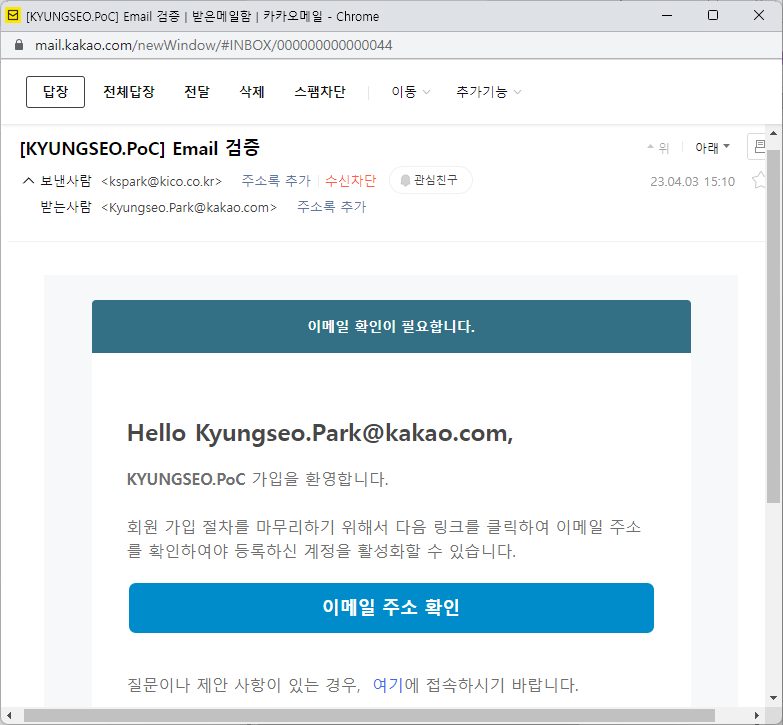 [KYUNGSEO.PoC] Email 검증 | 받은메일함 | 카카오메일 - Chrome
mail.kakao.com/newWindow/#INBOX/000000000000044
답장 전체답장 전달 삭제 스팸차단 이동 추가기능
[KYUNGSEO.PoC] Email 검증 위 아래
보낸사람 <kspark@kico.co.kr> 주소록 추가 수신차단 관심친구 23.04.03 15:10
받는사람 <Kyungseo.Park@kakao.com> 주소록 추가
이메일 확인이 필요합니다.
Hello Kyungseo.Park@kakao.com,
KYUNGSEO.PoC 가입을 환영합니다.
회원 가입 절차를 마무리하기 위해서 다음 링크를 클릭하여 이메일 주소
를 확인하여야 등록하신 계정을 활성화할 수 있습니다.
이메일 주소 확인
질문이나 제안 사항이 있는 경우, 여기에 접속하시기 바랍니다.